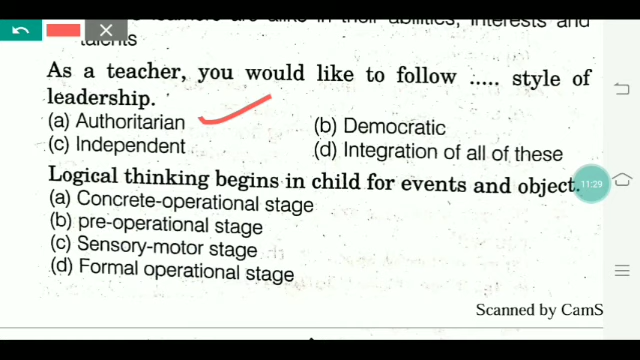 talents
As a teacher, you would like to follow ..... style of
leadership.
(a) Authoritarian (b) Democratic
(c) Independent (d) Integration of all of these
Logical thinking begins in child for events and object.
11:29
(a) Concrete-operational stage
(b) pre-operational stage
(c) Sensory-motor stage
(d) Formal operational stage
Scanned by CamS